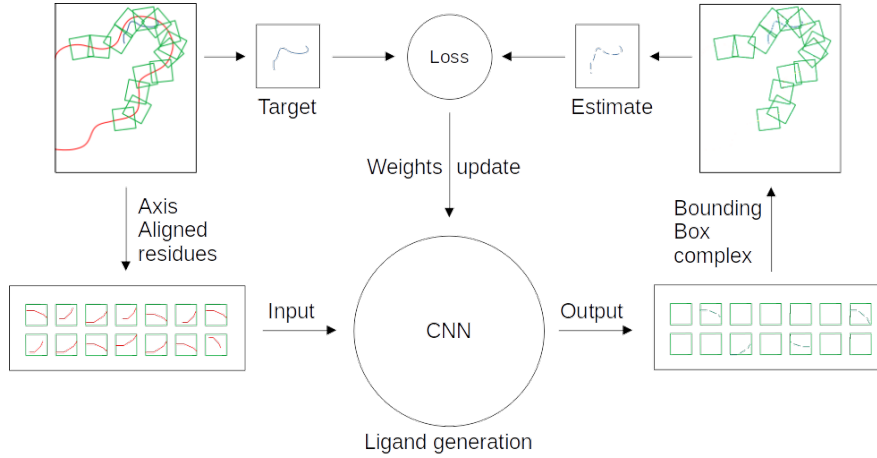 Loss
Target
Estimate
Weights update
Axis
Aligned
residues
Bounding
Box
complex
Input
CNN
Output
Ligand generation